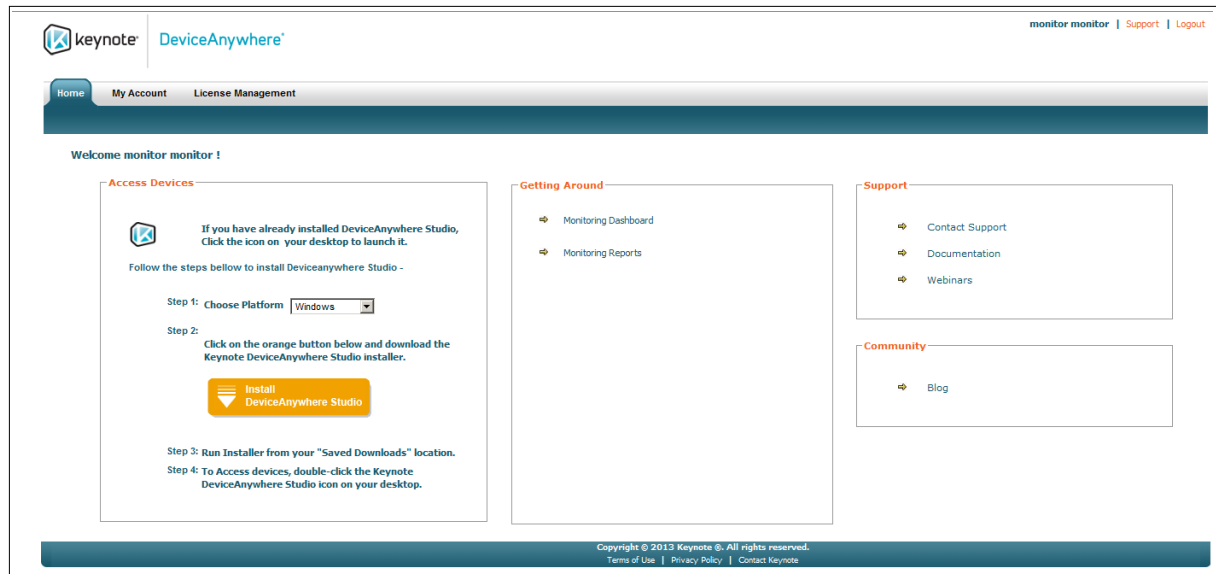 monitor monitor | Support | Logout
keynote DeviceAnywhere
Home My Account License Management
Welcome monitor monitor !
Access Devices
If you have already installed DeviceAnywhere Studio,
Click the icon on your desktop to launch it.
Follow the steps bellow to install Deviceanywhere Studio -
Step 1: Choose Platform Windows
Step 2:
Click on the orange button below and download the
Keynote DeviceAnywhere Studio installer.
Install
DeviceAnywhere Studio
Step 3: Run Installer from your "Saved Downloads" location.
Step 4: To Access devices, double-click the Keynote
DeviceAnywhere Studio icon on your desktop.
Getting Around
Monitoring Dashboard
Monitoring Reports
Support
Contact Support
Documentation
Webinars
Community
Blog
Copyright © 2013 Keynote ®. All rights reserved.
Terms of Use | Privacy Policy | Contact Keynote